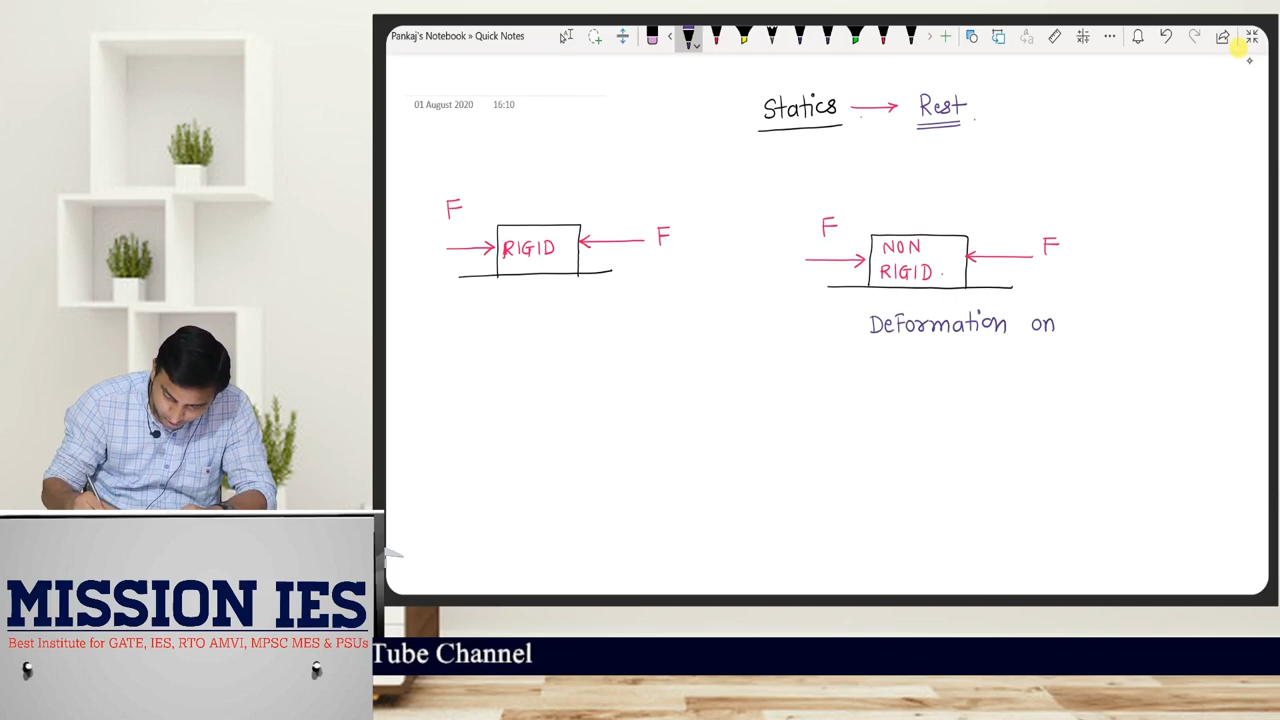 Pankaj's Notebook » Quick Notes
01 August 2020 16:10
Statics → Rest
F
RIGID
F
F
NON
RIGID
F
DeFormation on
MISSION IES
Best Institute for GATE, IES, RTO AMVI, MPSC MES & PSUs
Tube Channel